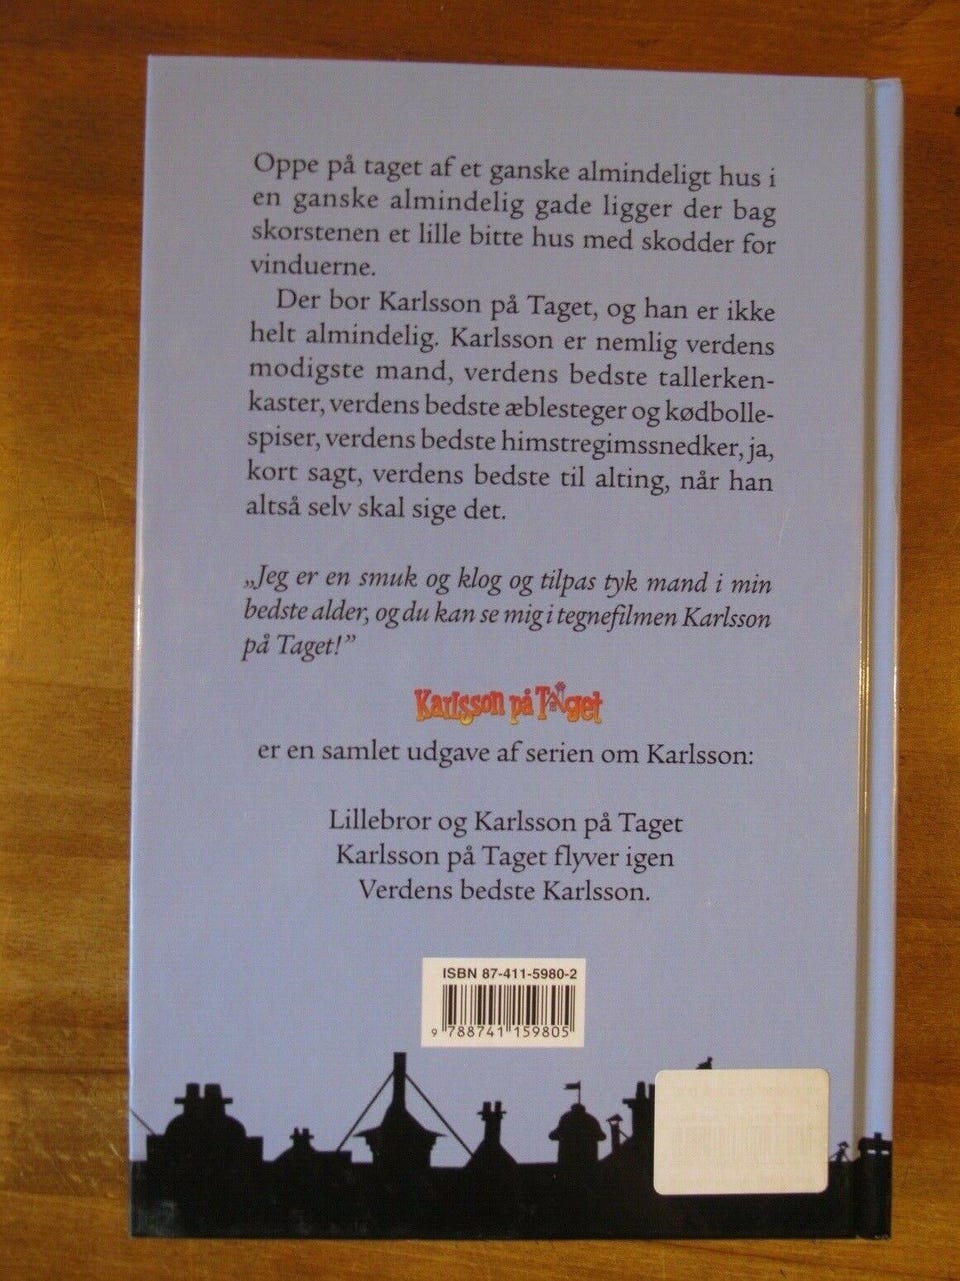 Oppe på taget af et ganske almindeligt hus i
en ganske almindelig gade ligger der bag
skorstenen et lille bitte hus med skodder for
vinduerne.
Der bor Karlsson på Taget, og han er ikke
helt almindelig. Karlsson er nemlig verdens
modigste mand, verdens bedste tallerken-
kaster, verdens bedste æblesteger og kødbolle-
spiser, verdens bedste himstregimssnedker, ja,
kort sagt, verdens bedste til alting, når han
altså selv skal sige det.
„Jeg er en smuk og klog og tilpas tyk mand i min
bedste alder, og du kan se mig i tegnefilmen Karlsson
på Taget!”
Karlsson på Taget
er en samlet udgave af serien om Karlsson:
Lillebror og Karlsson på Taget
Karlsson på Taget flyver igen
Verdens bedste Karlsson.
ISBN 87-411-5980-2
9 788741 159805